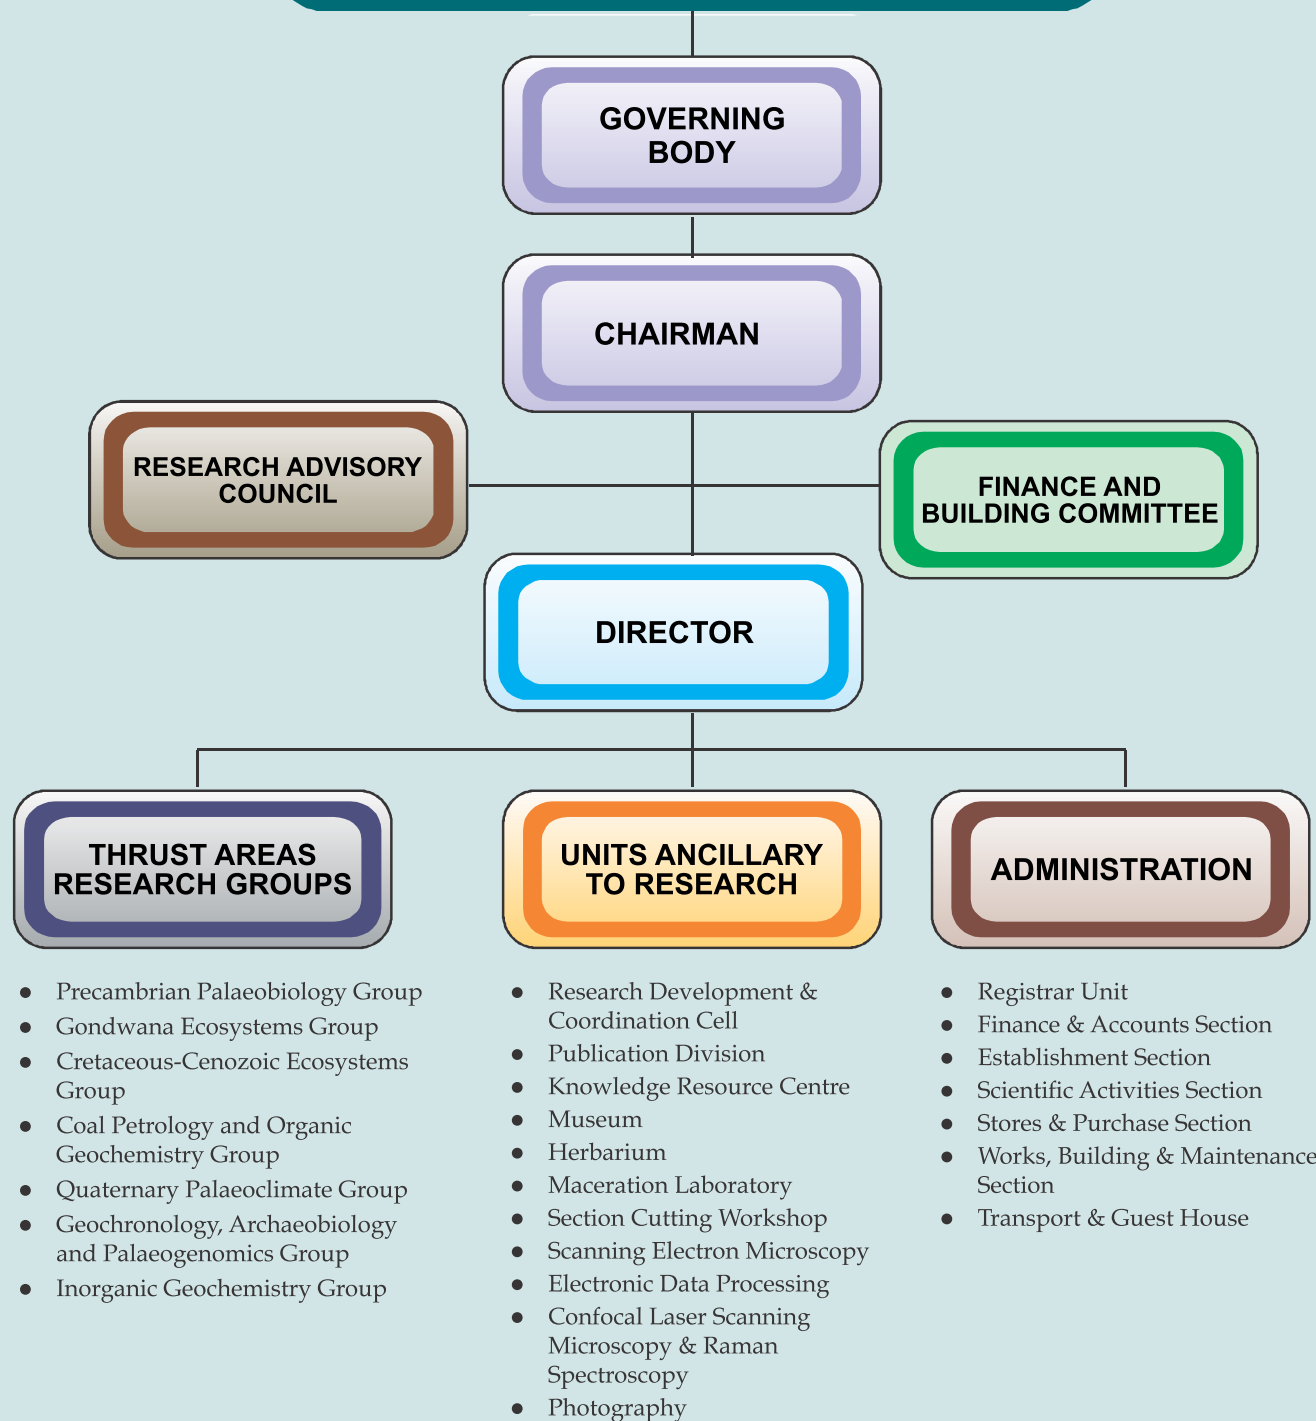 GOVERNING
BODY
CHAIRMAN
RESEARCH ADVISORY
COUNCIL
FINANCE AND
BUILDING COMMITTEE
DIRECTOR
THRUST AREAS
RESEARCH GROUPS
● Precambrian Palaeobiology Group
● Gondwana Ecosystems Group
● Cretaceous-Cenozoic Ecosystems
Group
● Coal Petrology and Organic
Geochemistry Group
● Quaternary Palaeoclimate Group
● Geochronology, Archaeobiology
and Palaeogenomics Group
● Inorganic Geochemistry Group
UNITS ANCILLARY
TO RESEARCH
● Research Development &
Coordination Cell
● Publication Division
● Knowledge Resource Centre
● Museum
● Herbarium
● Maceration Laboratory
● Section Cutting Workshop
● Scanning Electron Microscopy
● Electronic Data Processing
● Confocal Laser Scanning
Microscopy & Raman
Spectroscopy
● Photography
ADMINISTRATION
● Registrar Unit
● Finance & Accounts Section
● Establishment Section
● Scientific Activities Section
● Stores & Purchase Section
● Works, Building & Maintenance
Section
● Transport & Guest House